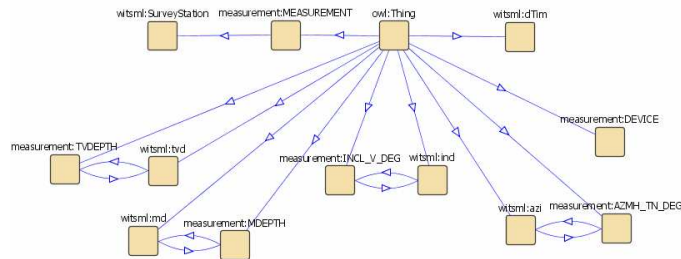 witsml:SurveyStation
measurement:MEASUREMENT
owl:Thing
witsml:dTim
measurement:DEVICE
measurement:TVDEPTH
witsml:tvd
measurement:INCL_V_DEG
witsml:ind
witsml:md
measurement:MDEPTH
witsml:azi
measurement:AZMH_TN_DEG